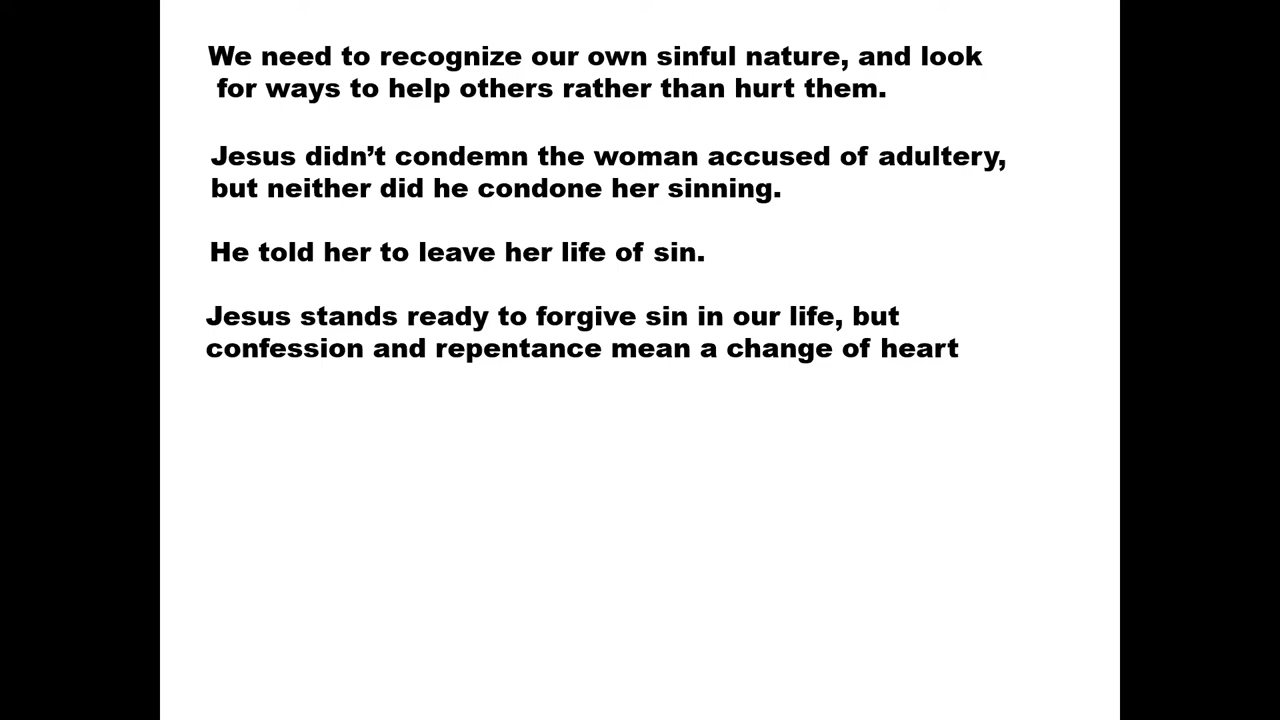 We need to recognize our own sinful nature, and look
for ways to help others rather than hurt them.
Jesus didn’t condemn the woman accused of adultery,
but neither did he condone her sinning.
He told her to leave her life of sin.
Jesus stands ready to forgive sin in our life, but
confession and repentance mean a change of heart